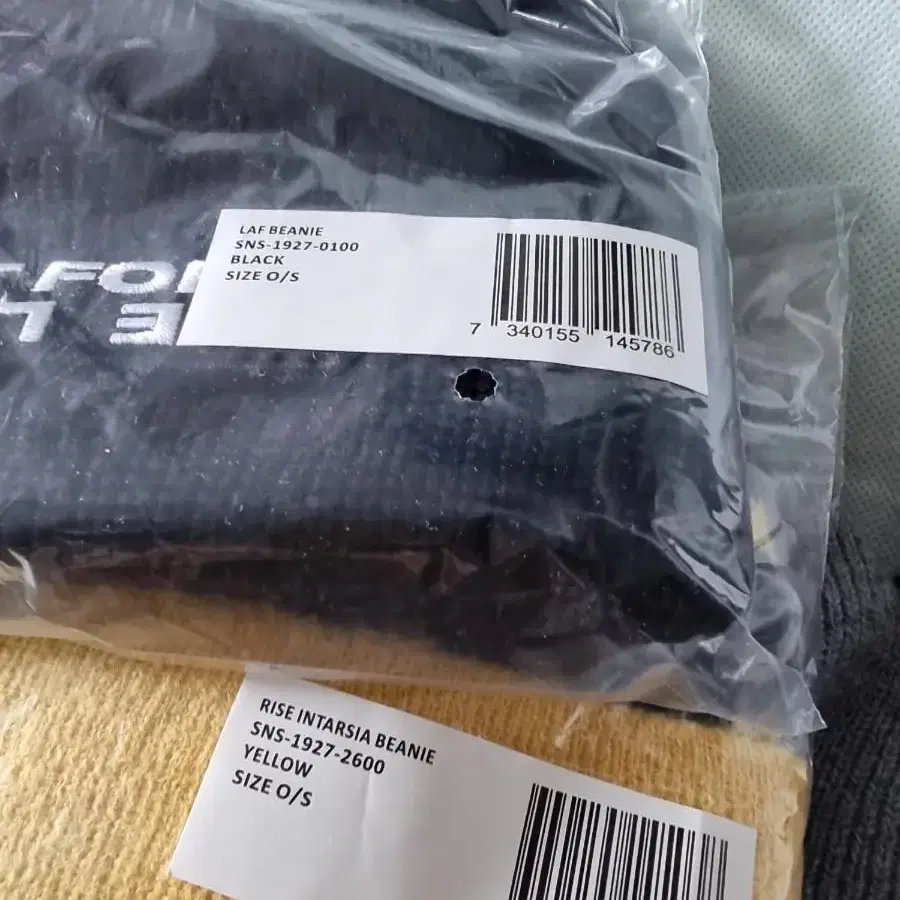 LAF BEANIE
SNS-1927-0100
BLACK
SIZE O/S
7 340155 145786
RISE INTARSIA BEANIE
SNS-1927-2600
YELLOW
SIZE O/S